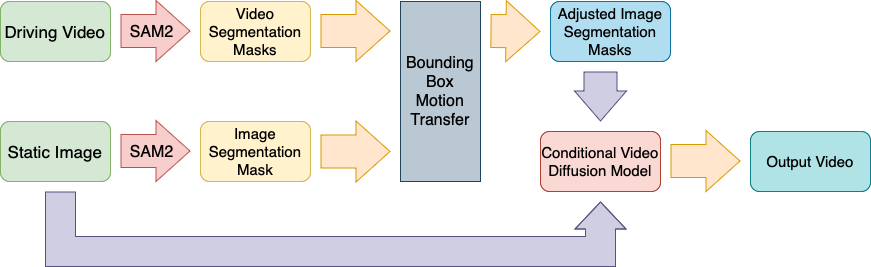 Driving Video
SAM2
Video
Segmentation
Masks
Bounding
Box
Motion
Transfer
Adjusted Image
Segmentation
Masks
Static Image
SAM2
Image
Segmentation
Mask
Conditional Video
Diffusion Model
Output Video